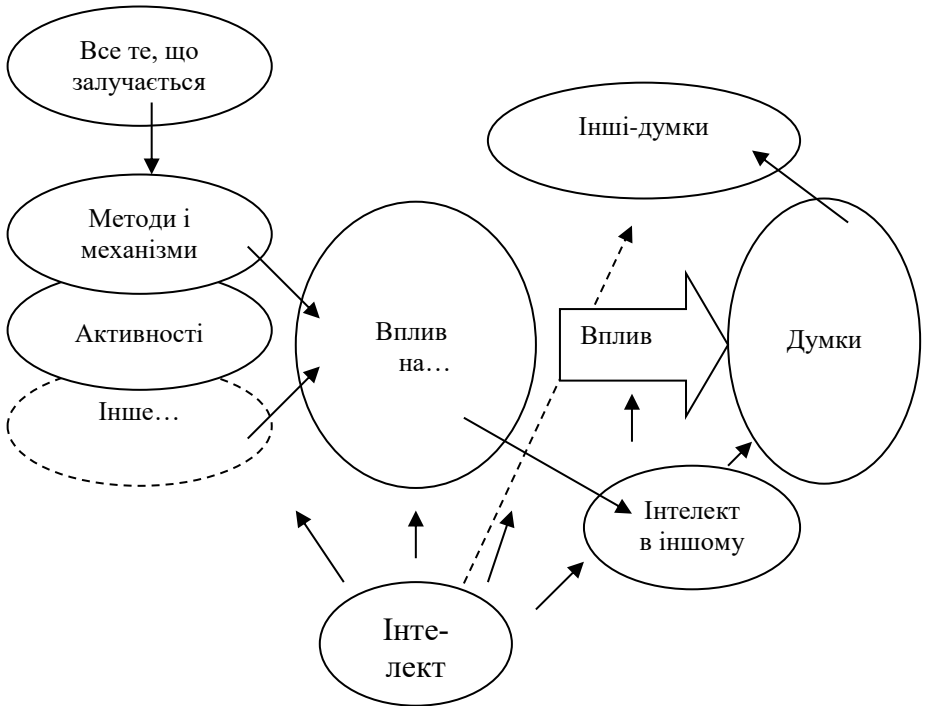 Все те, що
залучається
Інші-думки
Методи і
механізми
Активності
Інше…
Вплив
на…
Вплив
Думки
Інтелект
в іншому
Інте-
лект